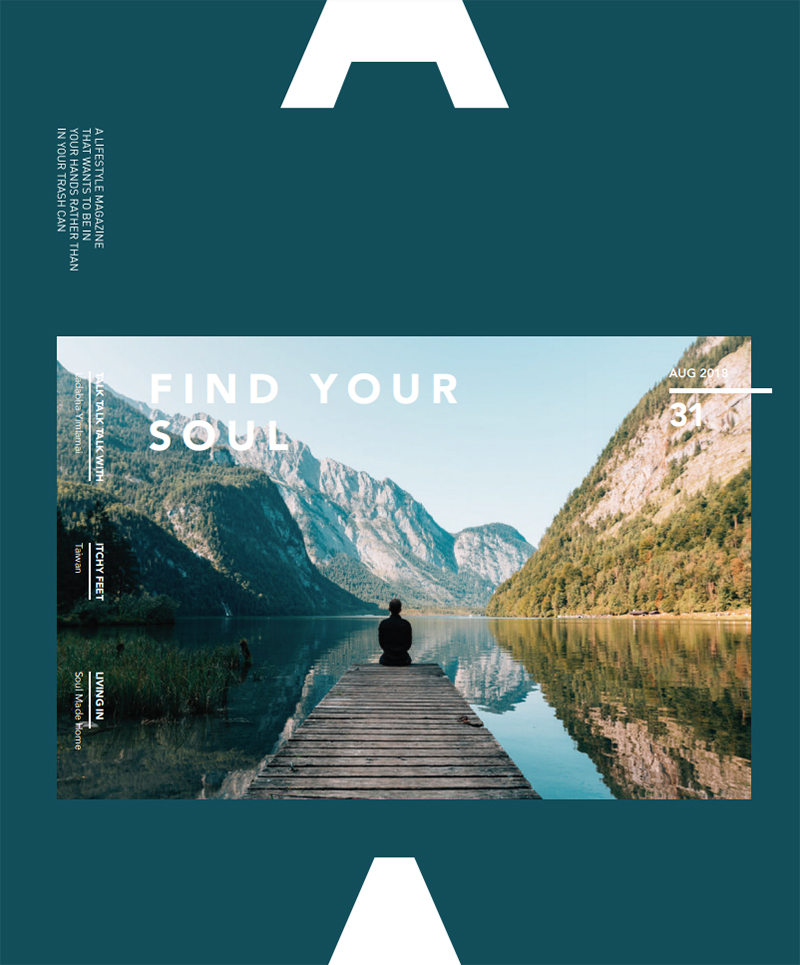 A LIFESTYLE MAGAZINE
THAT WANTS TO BE IN
YOUR HANDS RATHER THAN
IN YOUR TRASH CAN
FIND YOUR
SOUL
AUG 2018
31
TALK TALK TALK WITH
ITCHY FEET
Taiwan
LIVING IN
Soul Made Home